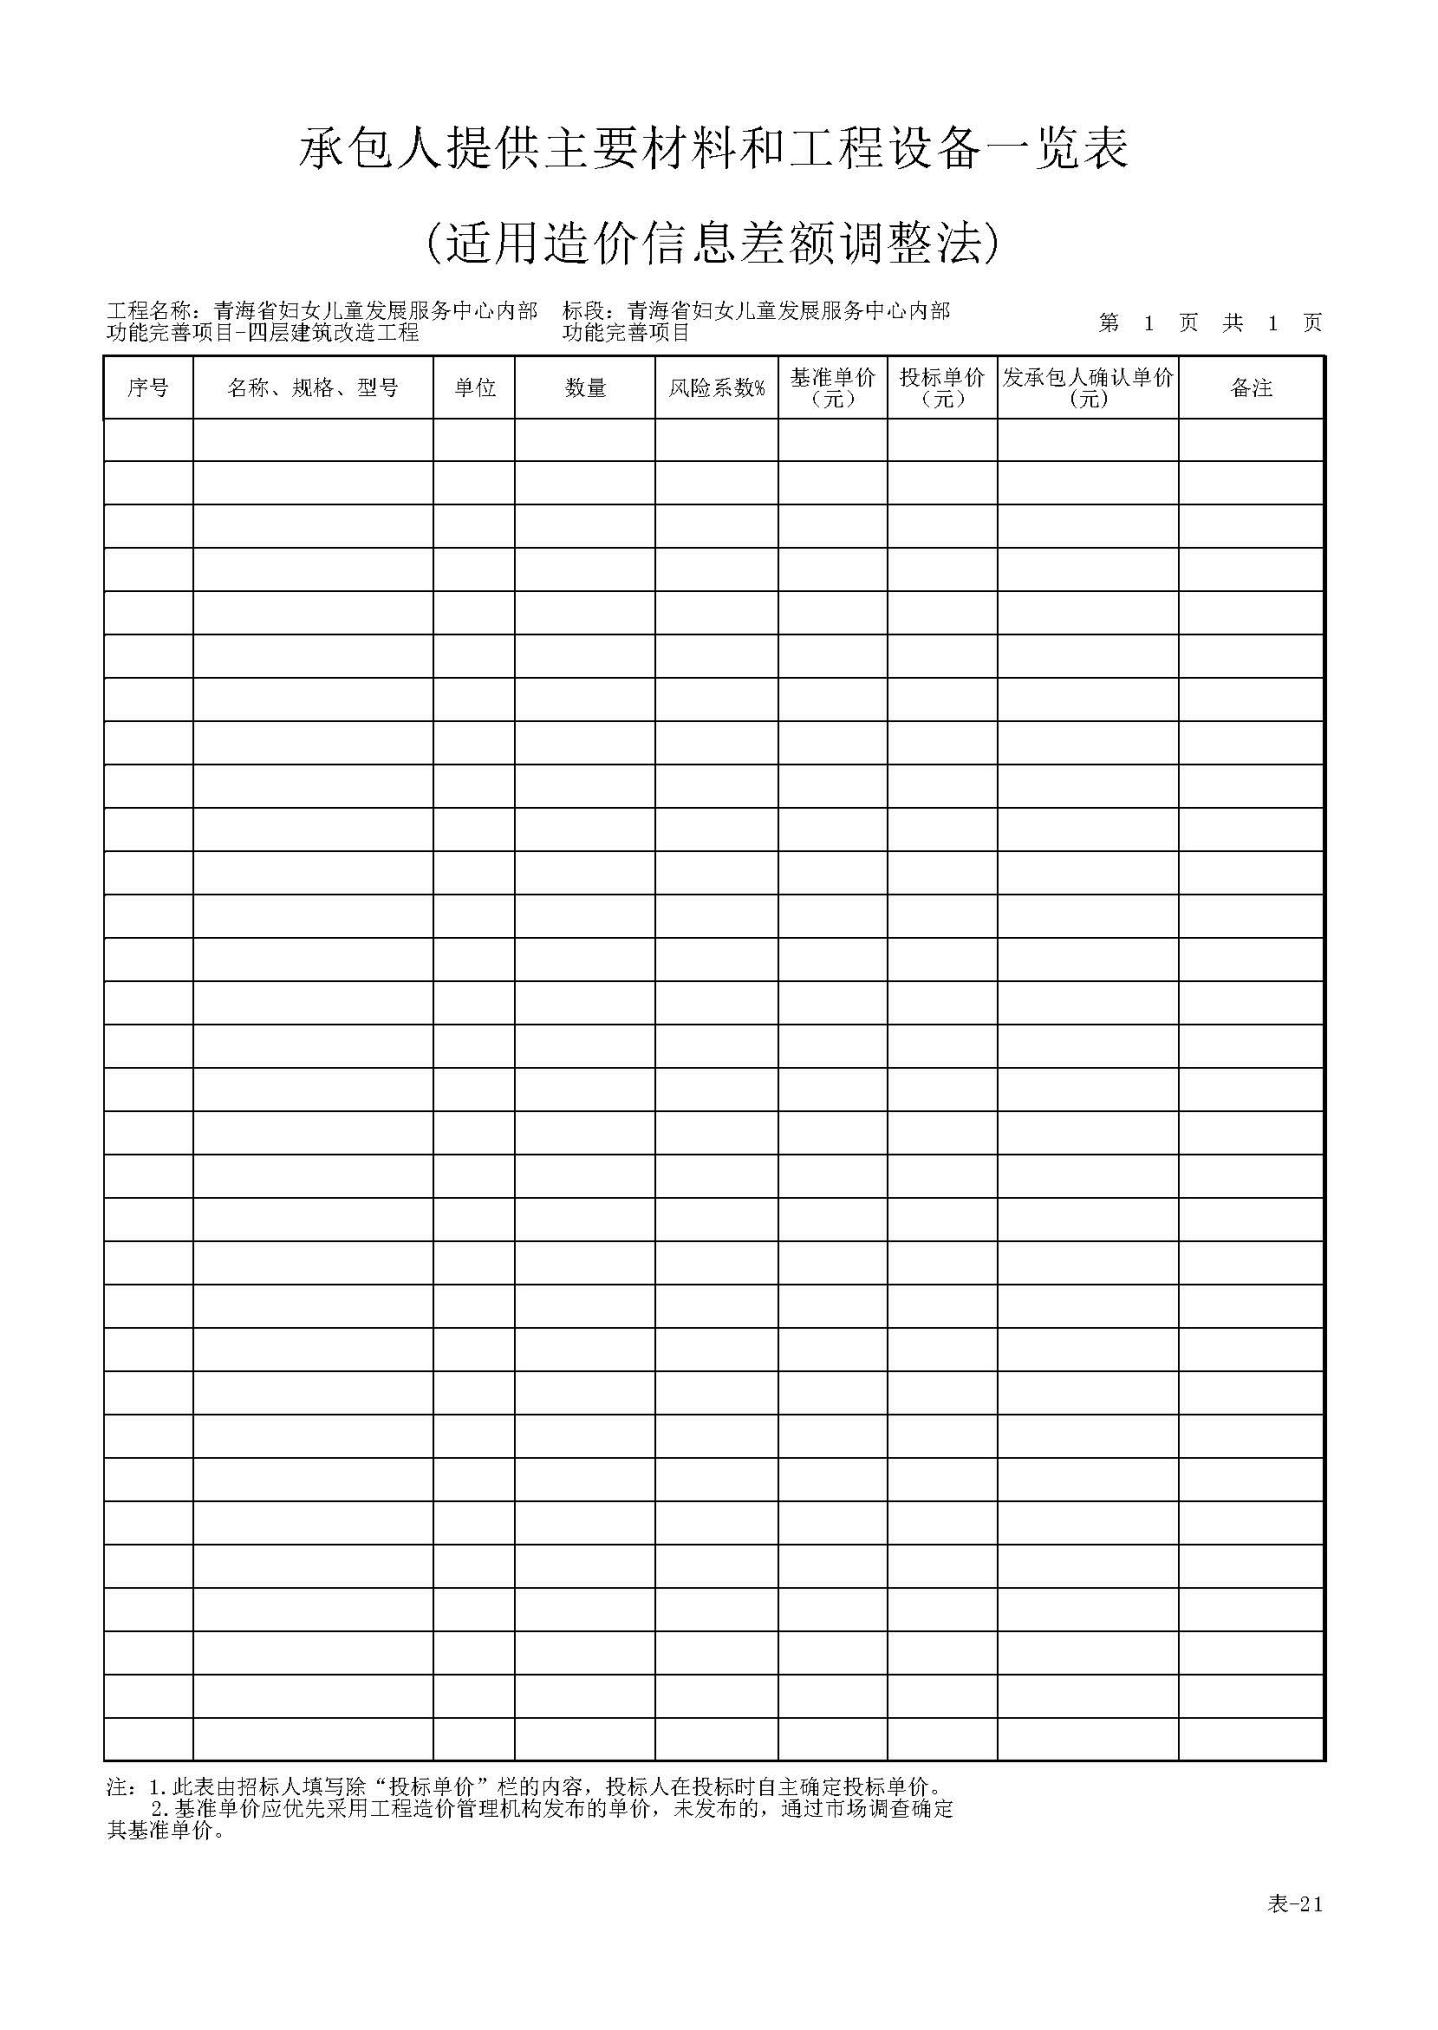 承包人提供主要材料和工程设备一览表
(适用造价信息差额调整法)
工程名称：青海省妇女儿童发展服务中心内部
功能完善项目-四层建筑改造工程
标段：青海省妇女儿童发展服务中心内部
功能完善项目
第 1 页 共 1 页
序号
名称、规格、型号
单位
数量
风险系数%
基准单价
（元）
投标单价
（元）
发承包人确认单价
(元)
备注
注：1.此表由招标人填写除“投标单价”栏的内容，投标人在投标时自主确定投标单价。
2.基准单价应优先采用工程造价管理机构发布的单价，未发布的，通过市场调查确定
其基准单价。
表-21